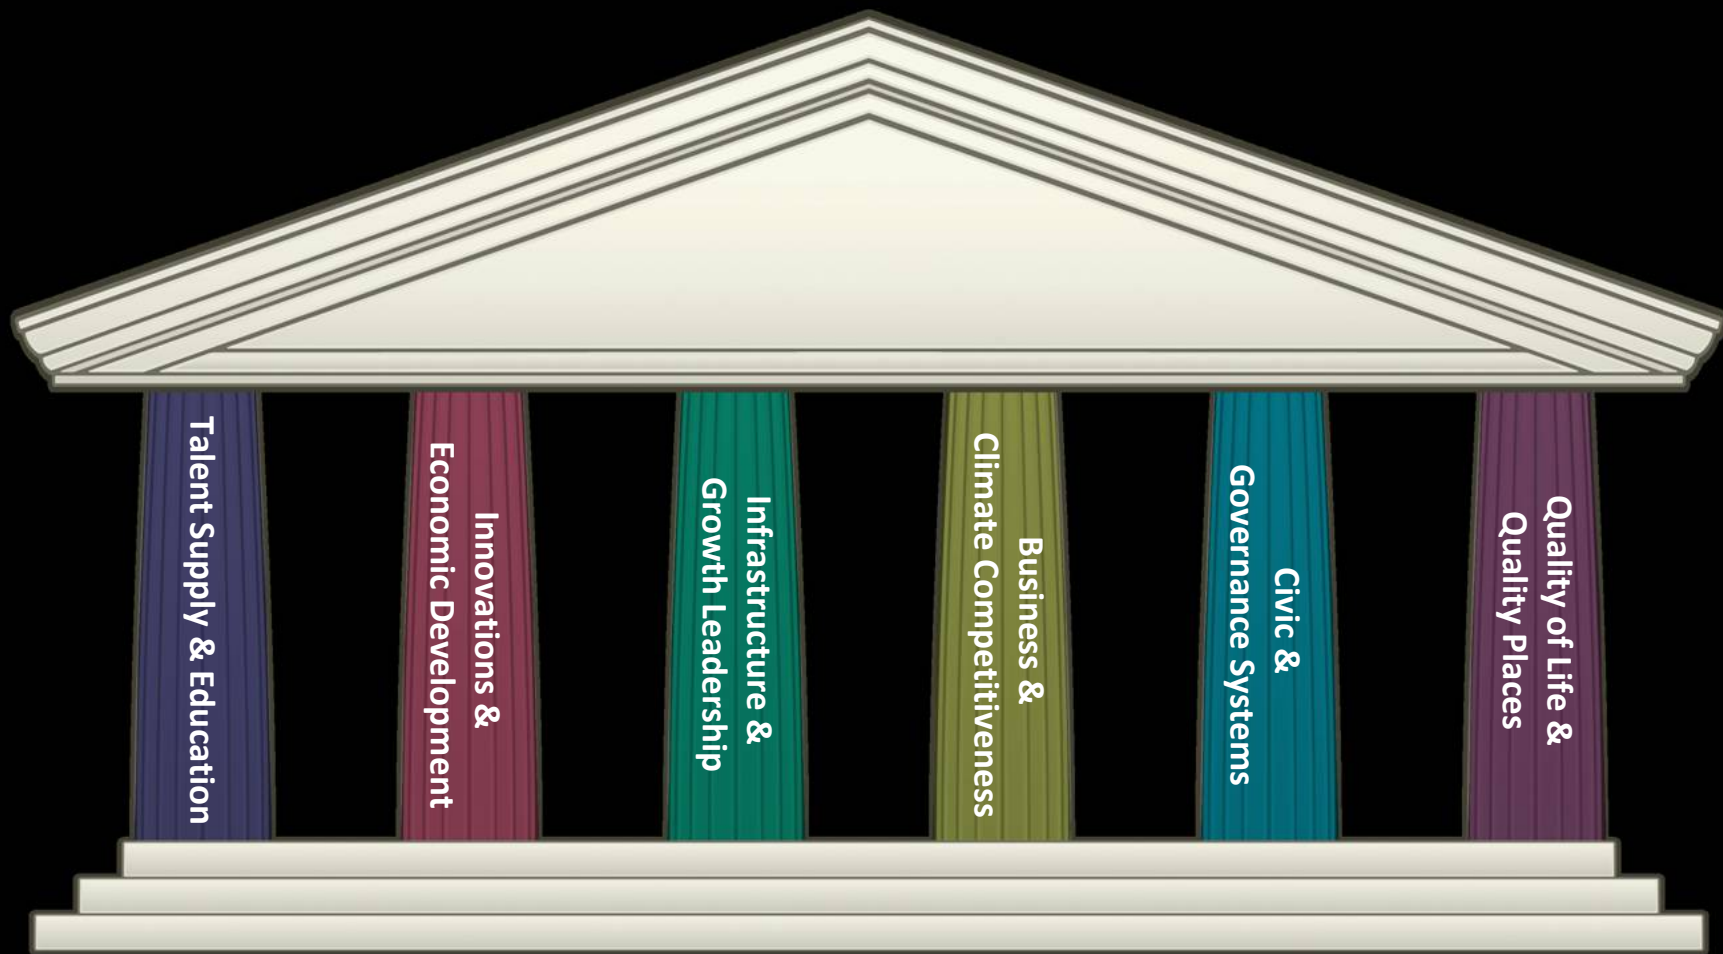 Talent Supply & Education
Innovations &
Economic Development
Infrastructure &
Growth Leadership
Business &
Climate Competitiveness
Civic &
Governance Systems
Quality of Life &
Quality Places